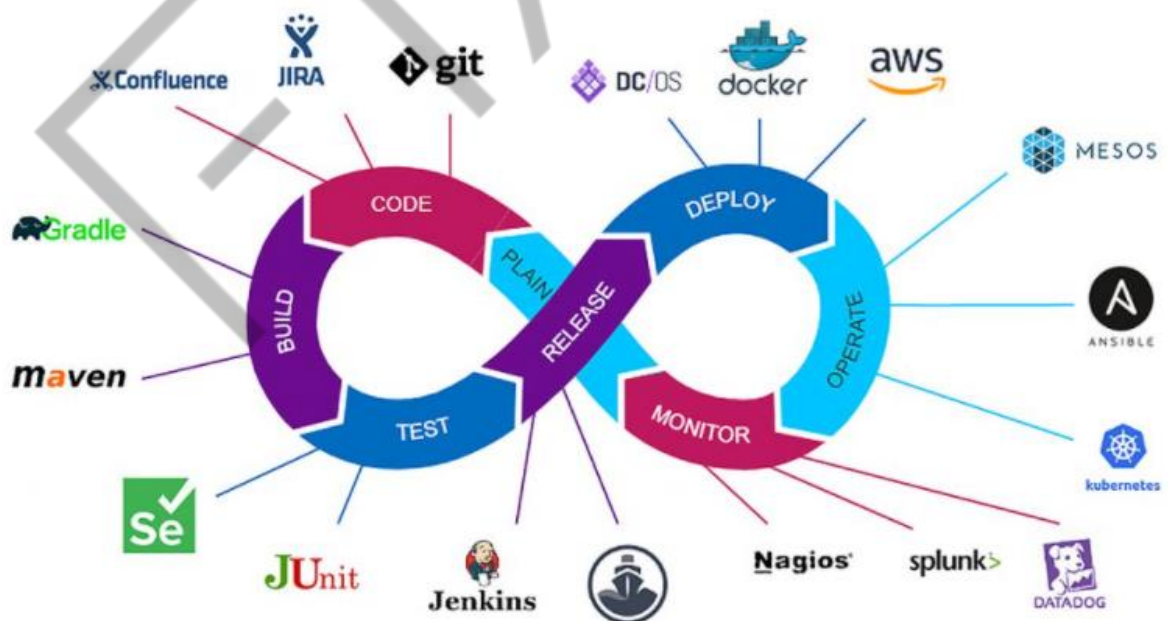 Confluence
JIRA
git
DC/OS
docker
aws
MESOS
CODE
DEPLOY
Gradle
PLAIN
BUILD
RELEASE
OPERATE
ANSIBLE
maven
TEST
MONITOR
kubernetes
Se
JUnit
Jenkins
Nagios®
splunk>
DATADOG